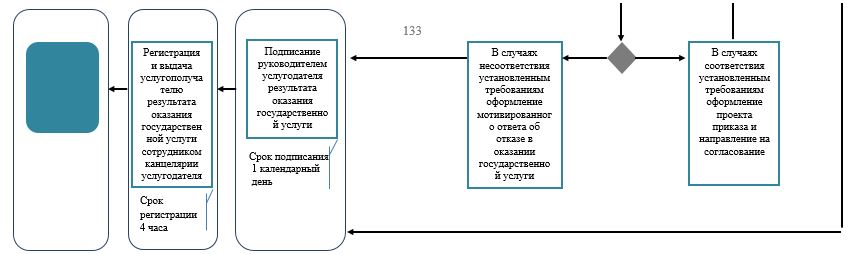 133
Регистрация
и выдача
услугополуча
телю
результата
оказания
государствен
ной услуги
сотрудником
канцелярии
услугодателя
Срок
регистрации
4 часа
Подписание
руководителем
услугодателя
результата
оказания
государственно
й услуги
Срок подписания
1 календарный
день
В случаях
несоответствия
установленным
требованиям
оформление
мотивированног
о ответа об
отказе в
оказании
государственно
й услуги
В случаях
соответствия
установленным
требованиям
оформление
проекта
приказа и
направление на
согласование